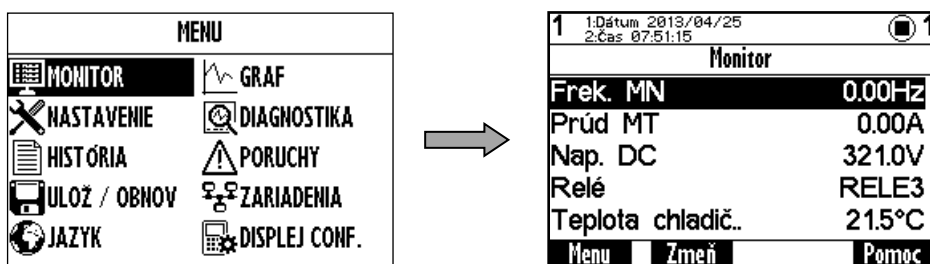 MENU
MONITOR
GRAF
NASTAVENIE
DIAGNOSTIKA
HISTÓRIA
PORUCHY
ULOŽ / OBNOV
ZARIADENIA
JAZYK
DISPLEJ CONF.
1 1:Dátum 2013/04/25 1
2:Čas 07:51:15
Monitor
Frek. MN 0.00Hz
Prúd MT 0.00A
Nap. DC 321.0V
Relé RELE3
Teplota chladič.. 21.5°C
Menu Zmeň Pomoc